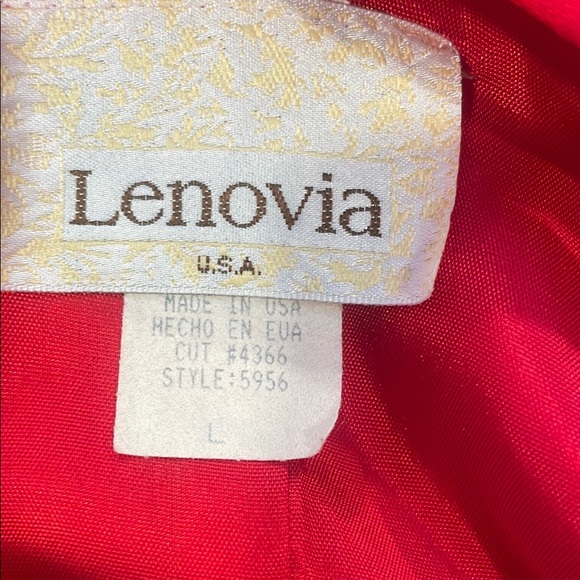 Lenovia
U.S.A.
MADE IN USA
HECHO EN EUA
CUT #4366
STYLE:5956
L